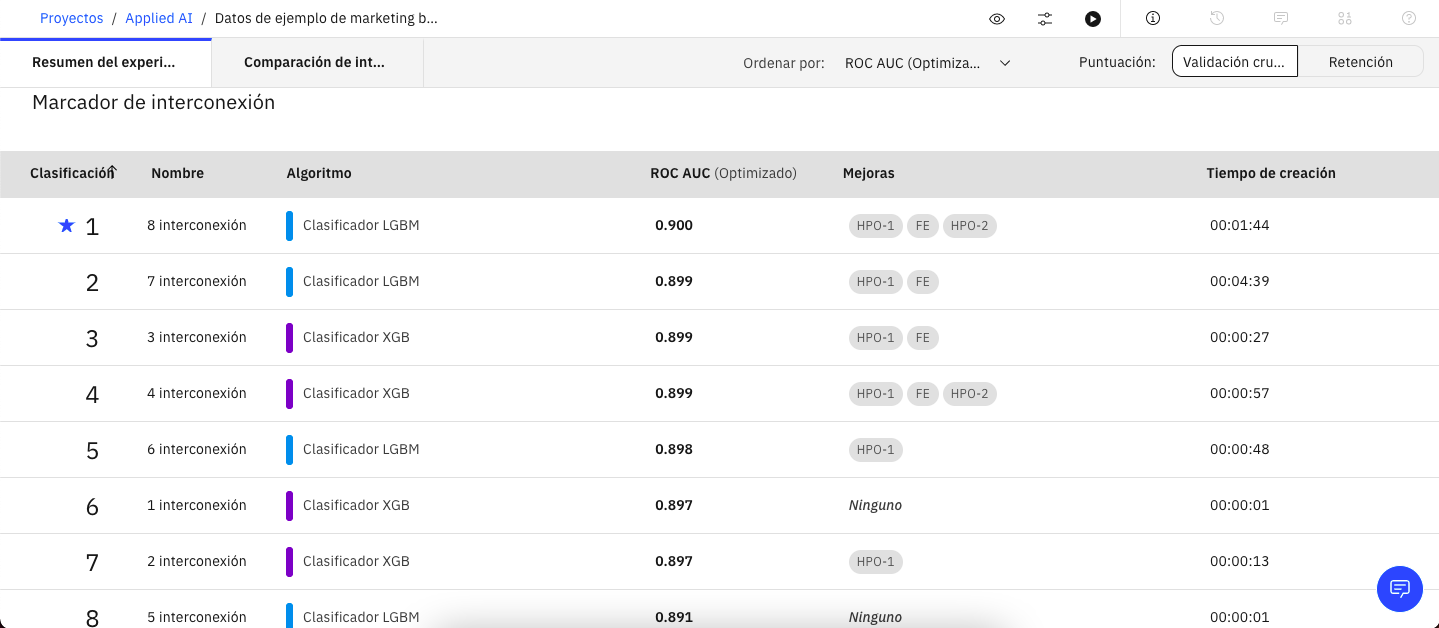 Proyectos / Applied AI / Datos de ejemplo de marketing b...
Resumen del experi... Comparación de int... Ordenar por: ROC AUC (Optimiza... Puntuación: Validación cru... Retención
Marcador de interconexión
Clasificación Nombre Algoritmo ROC AUC (Optimizado) Mejoras Tiempo de creación
1 8 interconexión Clasificador LGBM 0.900 HPO-1 FE HPO-2 00:01:44
2 7 interconexión Clasificador LGBM 0.899 HPO-1 FE 00:04:39
3 3 interconexión Clasificador XGB 0.899 HPO-1 FE 00:00:27
4 4 interconexión Clasificador XGB 0.899 HPO-1 FE HPO-2 00:00:57
5 6 interconexión Clasificador LGBM 0.898 HPO-1 00:00:48
6 1 interconexión Clasificador XGB 0.897 Ninguno 00:00:01
7 2 interconexión Clasificador XGB 0.897 HPO-1 00:00:13
8 5 interconexión Clasificador LGBM 0.891 Ninguno 00:00:01